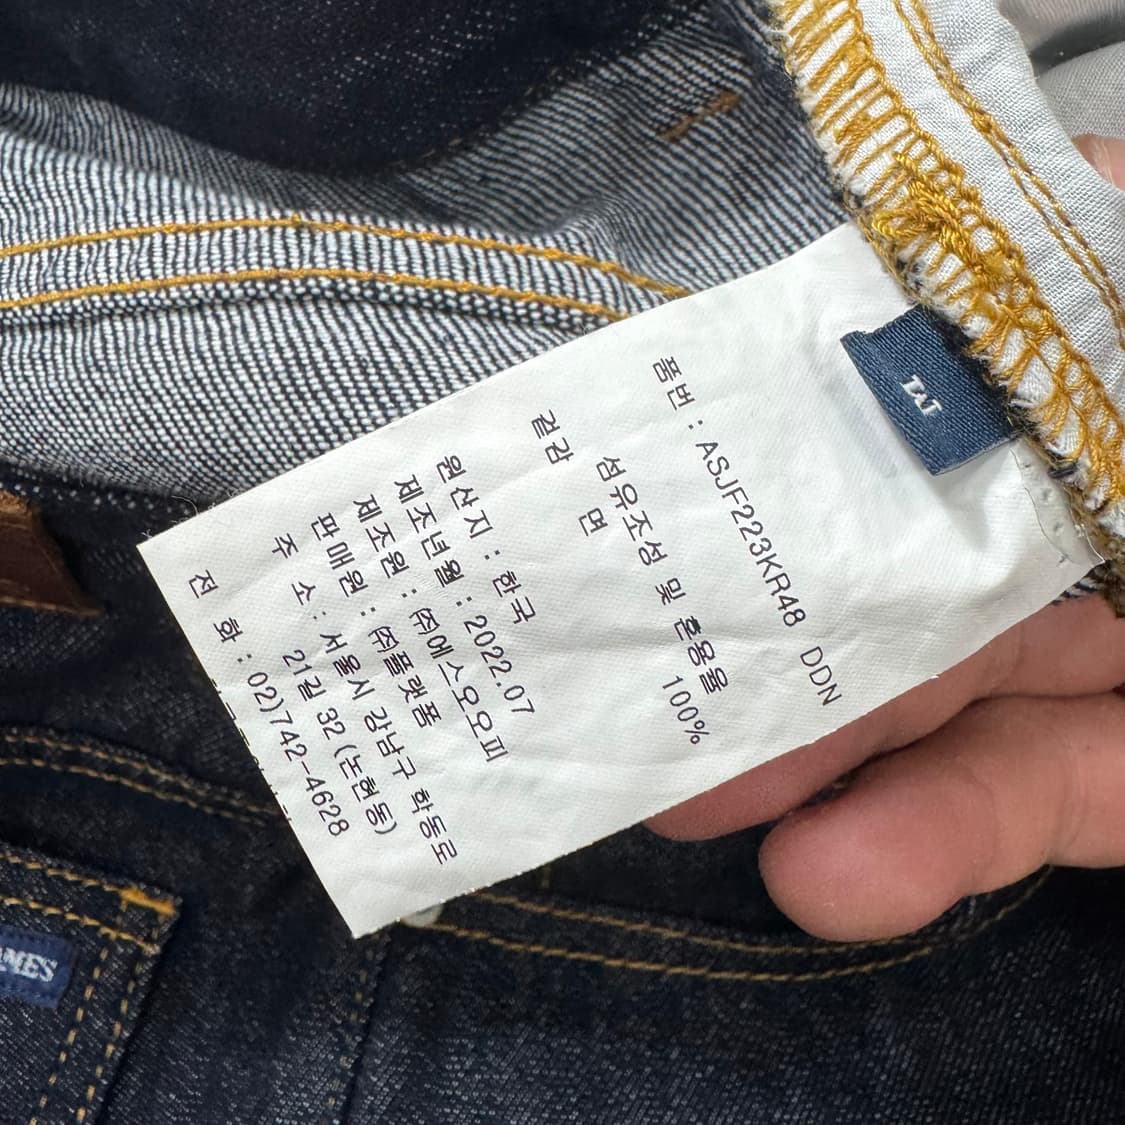 품번 : ASJF223KR48 DDN
섬유조성 및 혼용율
겉감 면 100%
원산지 : 한국
제조년월 : 2022.07
제조원 : ㈜에스오오피
판매원 : ㈜플랫폼
주 소 : 서울시 강남구 학동로
21길 32 (논현동)
전 화 : 02)742-4628
M